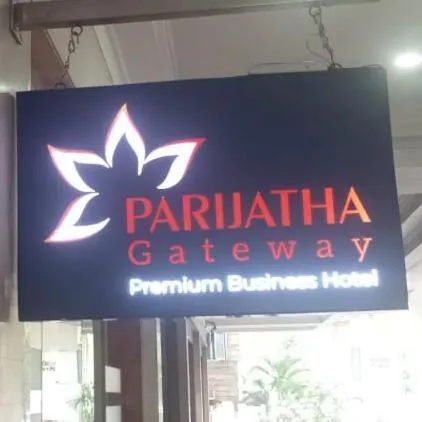 PARIJATHA
Gateway
Premium Business Hotel